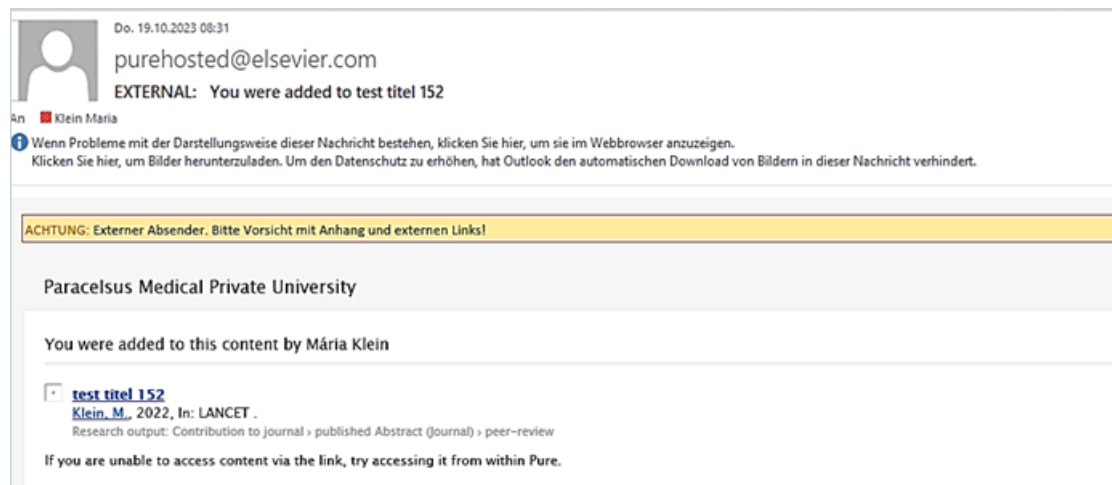 Do. 19.10.2023 08:31
purehosted@elsevier.com
EXTERNAL: You were added to test titel 152
An Klein Maria
Wenn Probleme mit der Darstellungsweise dieser Nachricht bestehen, klicken Sie hier, um sie im Webbrowser anzuzeigen.
Klicken Sie hier, um Bilder herunterzuladen. Um den Datenschutz zu erhöhen, hat Outlook den automatischen Download von Bildern in dieser Nachricht verhindert.
ACHTUNG: Externer Absender. Bitte Vorsicht mit Anhang und externen Links!
Paracelsus Medical Private University
You were added to this content by Mária Klein
test titel 152
Klein, M., 2022, In: LANCET .
Research output: Contribution to journal › published Abstract (Journal) › peer-review
If you are unable to access content via the link, try accessing it from within Pure.